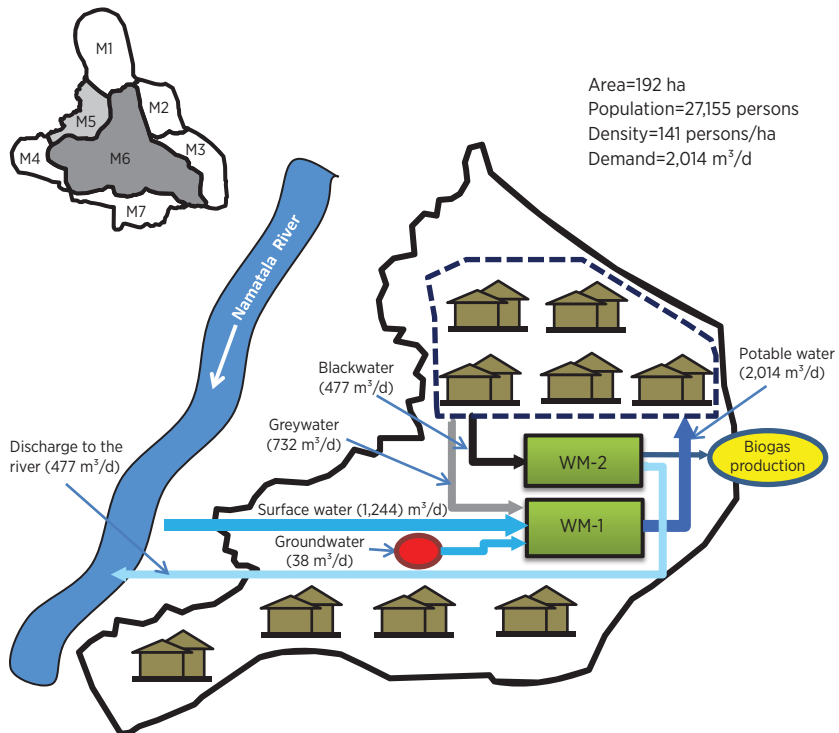 M1
M2
M5
M3
M4
M6
M7
Area=192 ha
Population=27,155 persons
Density=141 persons/ha
Demand=2,014 m³/d
Namatala River
Blackwater
(477 m³/d)
Potable water
(2,014 m³/d)
Greywater
(732 m³/d)
Discharge to the
river (477 m³/d)
WM-2
Biogas
production
Surface water (1,244) m³/d)
WM-1
Groundwater
(38 m³/d)